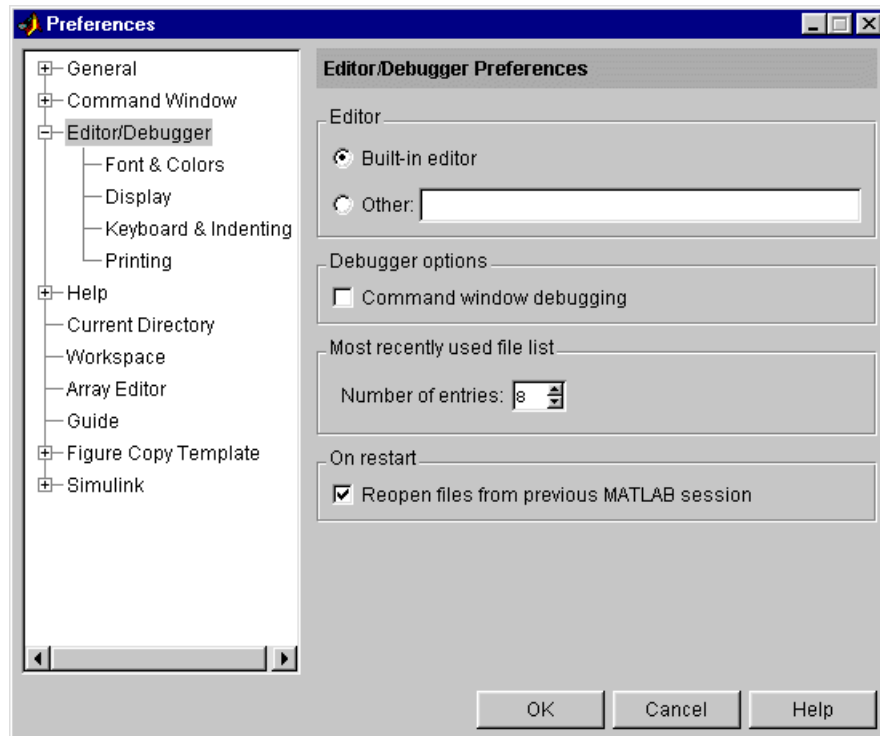 Preferences
General
Command Window
Editor/Debugger
Font & Colors
Display
Keyboard & Indenting
Printing
Help
Current Directory
Workspace
Array Editor
Guide
Figure Copy Template
Simulink
Editor/Debugger Preferences
Editor
Built-in editor
Other:
Debugger options
Command window debugging
Most recently used file list
Number of entries: 8
On restart
Reopen files from previous MATLAB session
OK Cancel Help